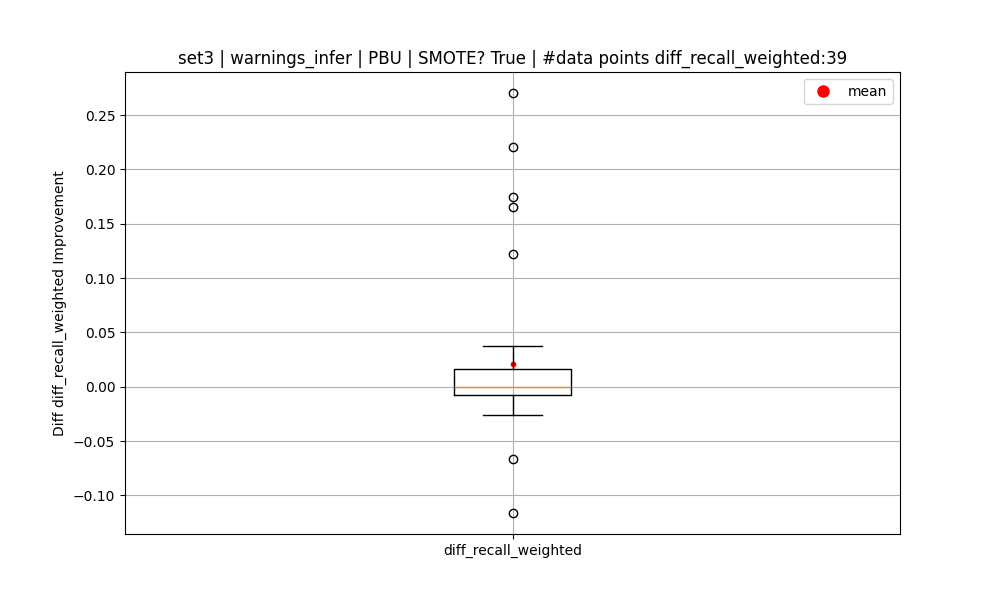 set3 | warnings_infer | PBU | SMOTE? True | #data points diff_recall_weighted:39
mean
Diff diff_recall_weighted Improvement
0.25
0.20
0.15
0.10
0.05
0.00
−0.05
−0.10
diff_recall_weighted